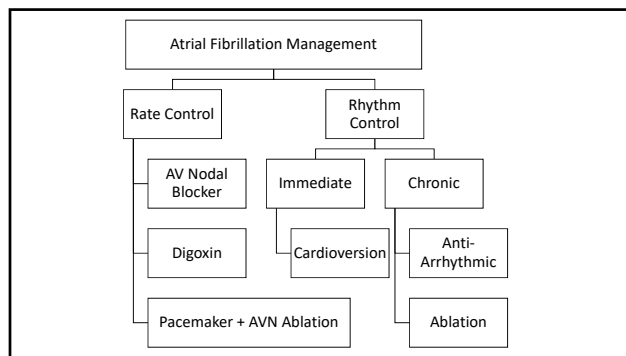 Atrial Fibrillation Management
Rate Control
Rhythm
Control
AV Nodal
Blocker
Immediate
Chronic
Digoxin
Cardioversion
Anti-
Arrhythmic
Pacemaker + AVN Ablation
Ablation